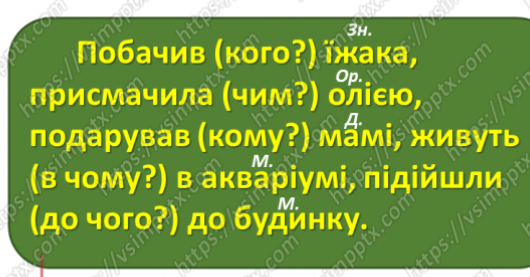 Зн.
Побачив (кого?) їжака,
Ор.
присмачила (чим?) олією,
Д.
подарував (кому?) мамі, живуть
М.
(в чому?) в акваріумі, підійшли
М.
(до чого?) до будинку.